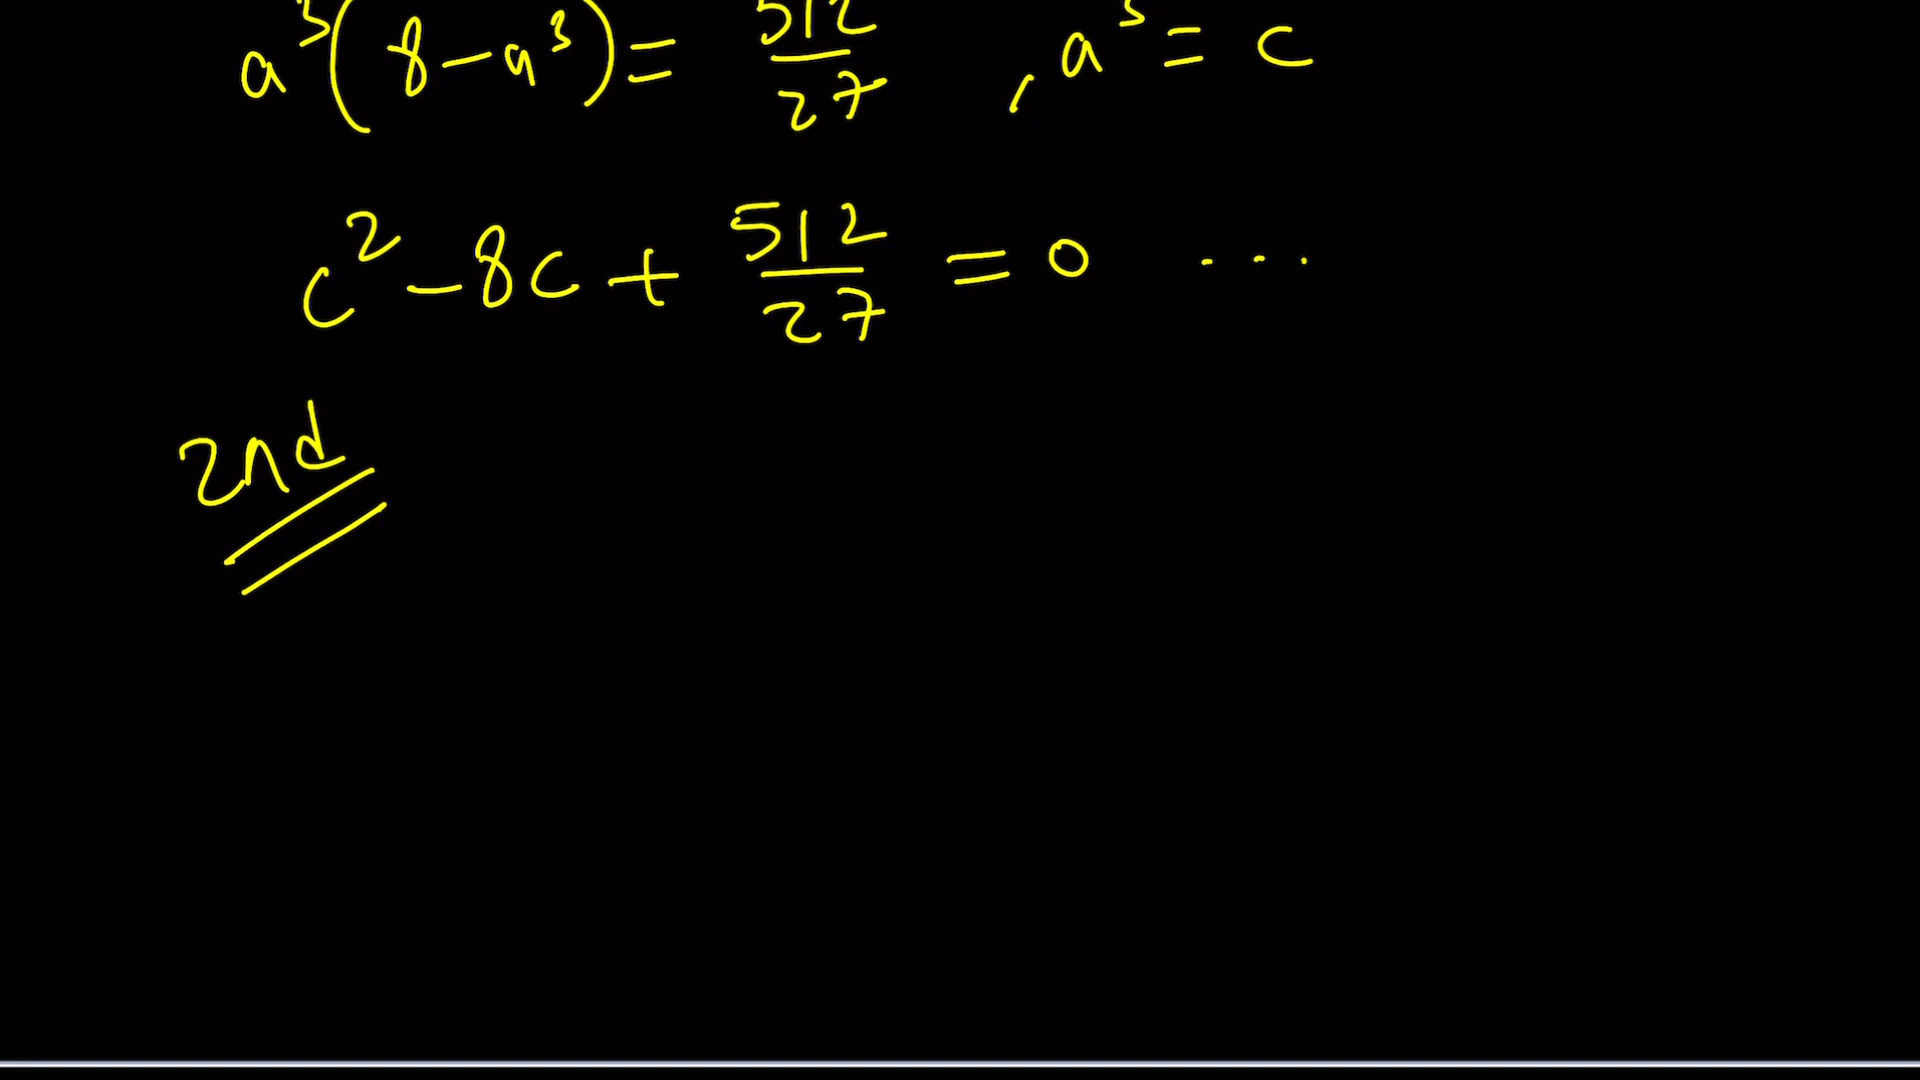 a³(8-a³) = 512/27 , a³ = c
c² - 8c + 512/27 = 0 ...
2nd